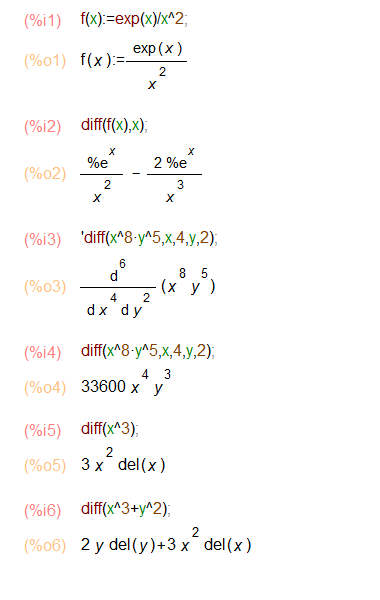 (%i1) f(x):=exp(x)/x^2;
(%o1) f(x):=exp(x)/x^2
(%i2) diff(f(x),x);
(%o2) %e^x/x^2 - 2 %e^x/x^3
(%i3) 'diff(x^8·y^5,x,4,y,2);
(%o3) d^6/(dx^4 dy^2) (x^8 y^5)
(%i4) diff(x^8·y^5,x,4,y,2);
(%o4) 33600 x^4 y^3
(%i5) diff(x^3);
(%o5) 3 x^2 del(x)
(%i6) diff(x^3+y^2);
(%o6) 2 y del(y)+3 x^2 del(x)